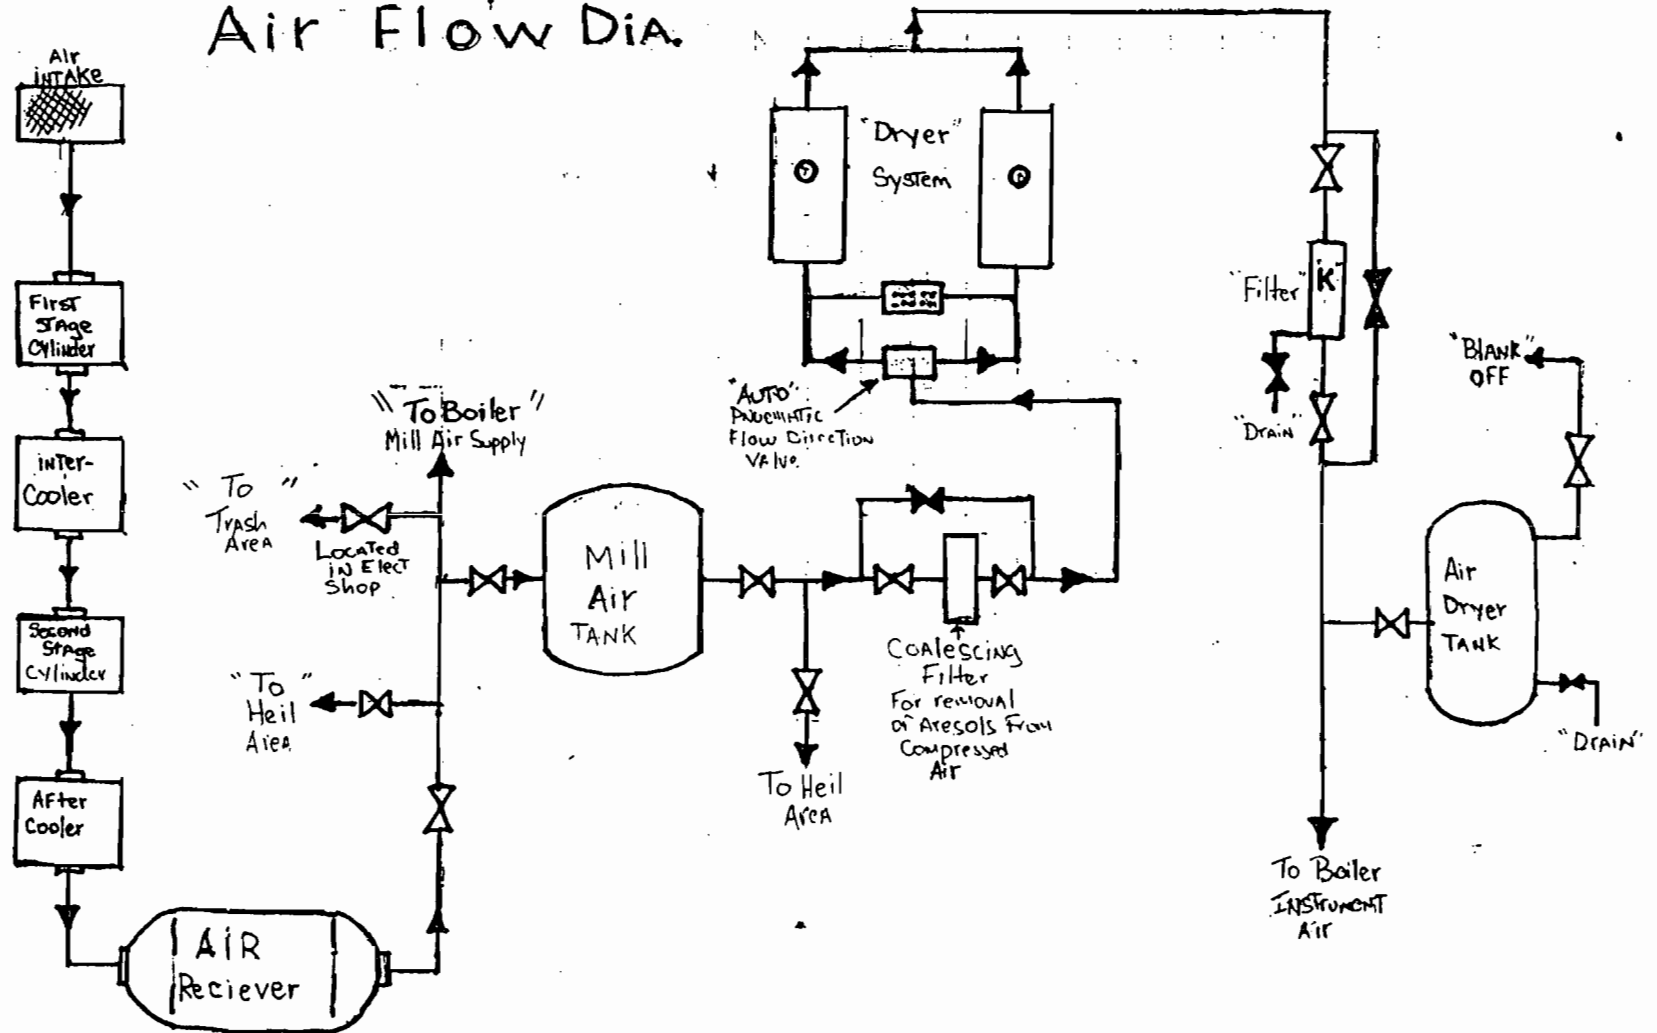 Air Flow Dia.
Air
INTAKE
First
Stage
Cylinder
inTer-
Cooler
Second
Stage
Cylinder
After
Cooler
AIR
Reciever
"To Boiler"
Mill Air Supply
"To"
Trash
Area
Located
in Elect
Shop
"To"
Heil
Area
Mill
Air
TANK
To Heil
Area
Coalescing
Filter
For removal
of Aresols From
Compressed
Air
"Dryer"
System
"AUTO"
Flow Direction
Valve
"Filter"
K
"Drain"
"BLANK"
OFF
Air
Dryer
TANK
"Drain"
To Boiler
INSTRUMENT
Air